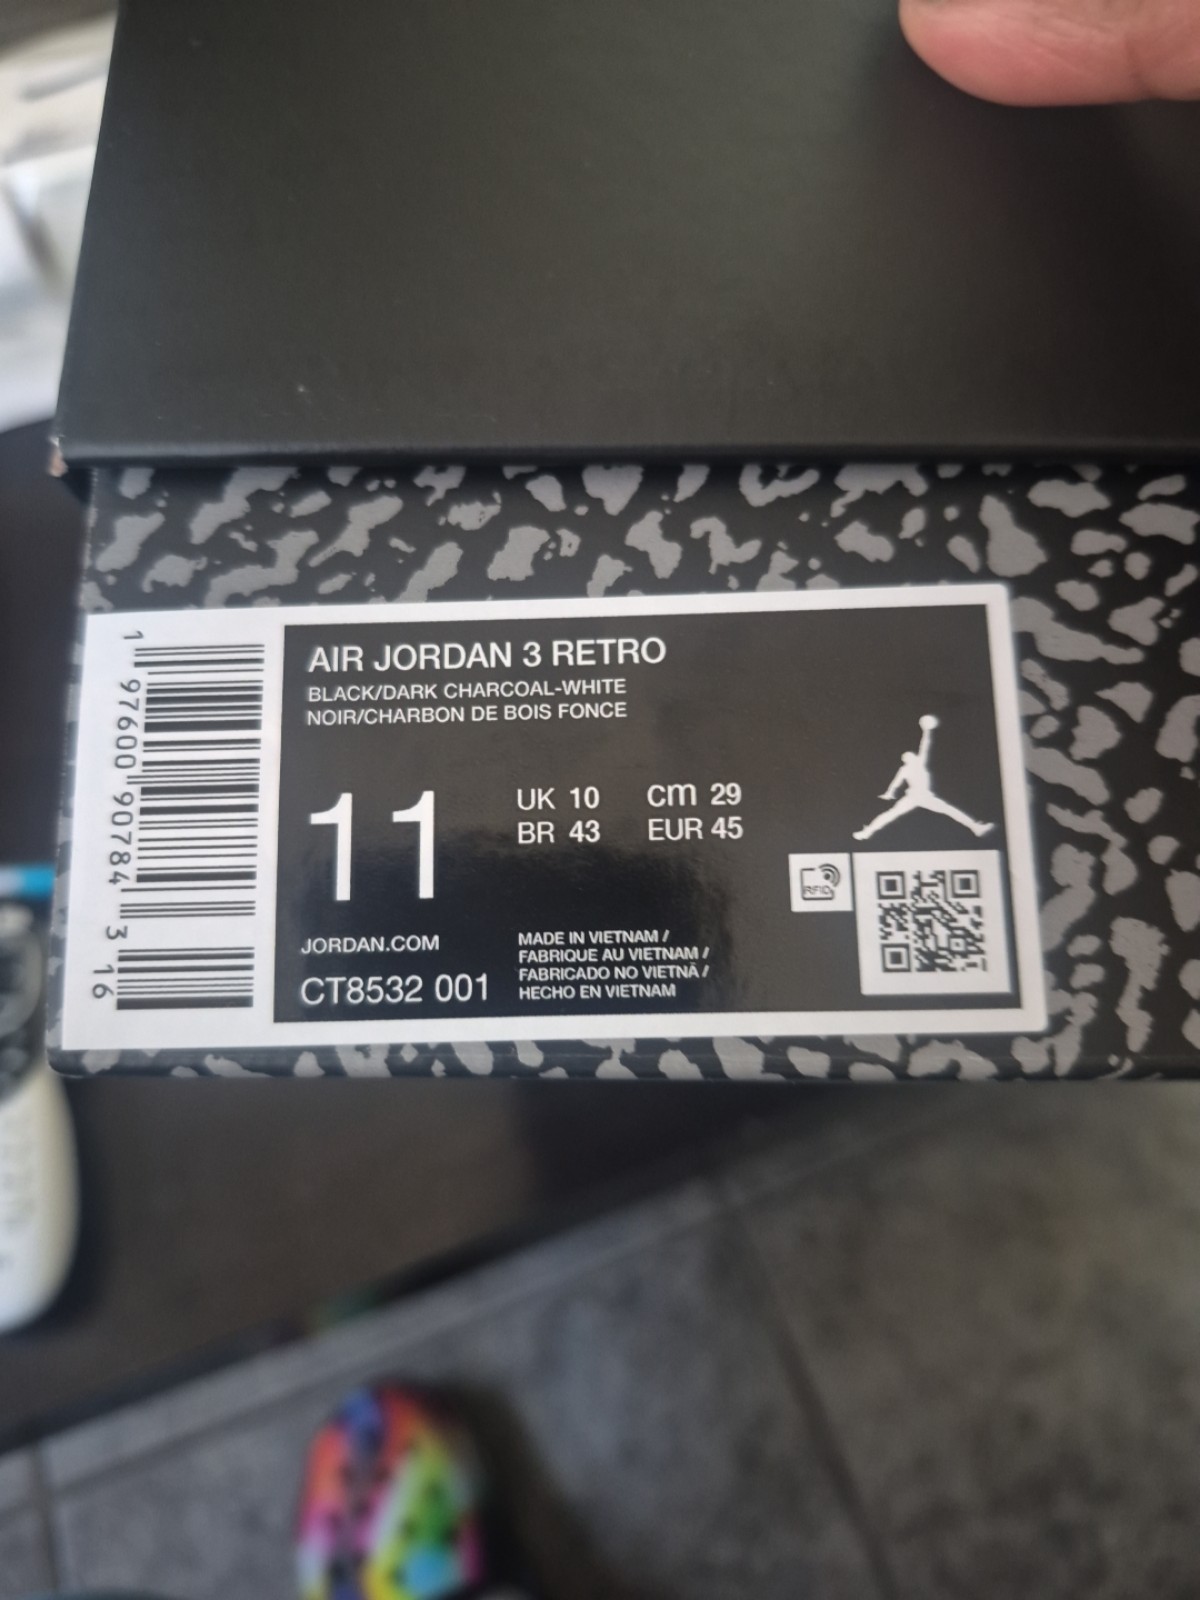 AIR JORDAN 3 RETRO
BLACK/DARK CHARCOAL-WHITE
NOIR/CHARBON DE BOIS FONCE
11
UK 10 cm 29
BR 43 EUR 45
RFID
JORDAN.COM
CT8532 001
MADE IN VIETNAM /
FABRIQUE AU VIETNAM /
FABRICADO NO VIETNÃ /
HECHO EN VIETNAM
1 97600 90784 3 16